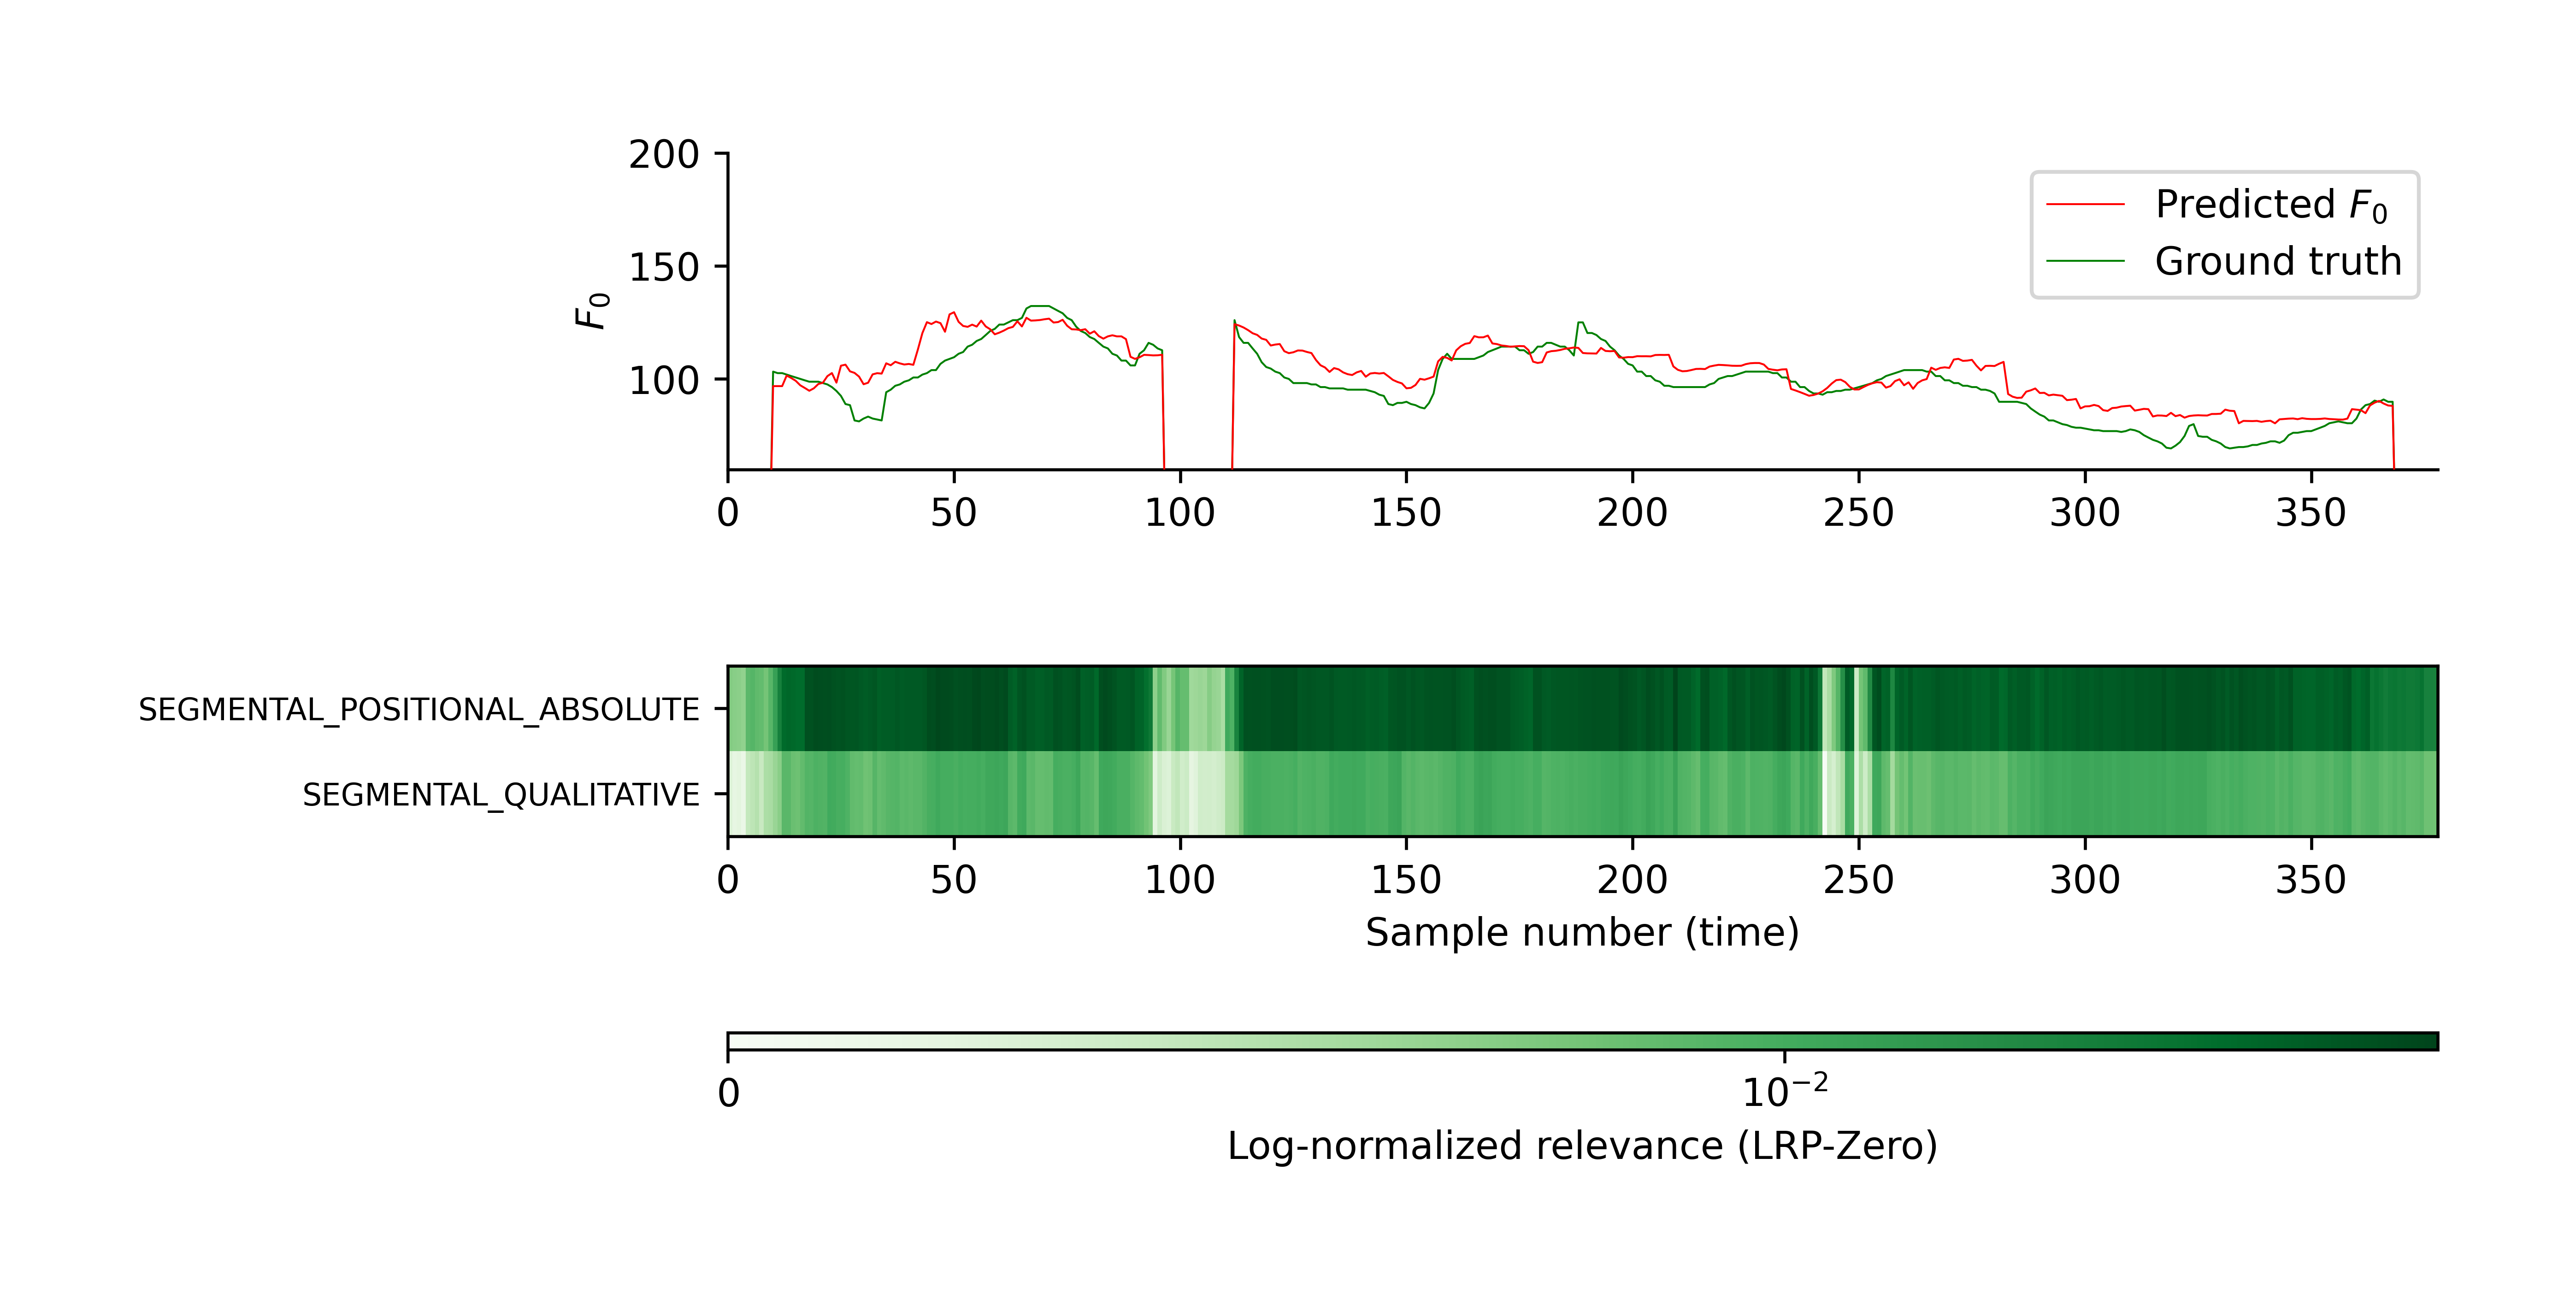 200
150
100
F₀
Predicted F₀
Ground truth
0 50 100 150 200 250 300 350
SEGMENTAL_POSITIONAL_ABSOLUTE
SEGMENTAL_QUALITATIVE
0 50 100 150 200 250 300 350
Sample number (time)
0 10⁻²
Log-normalized relevance (LRP-Zero)